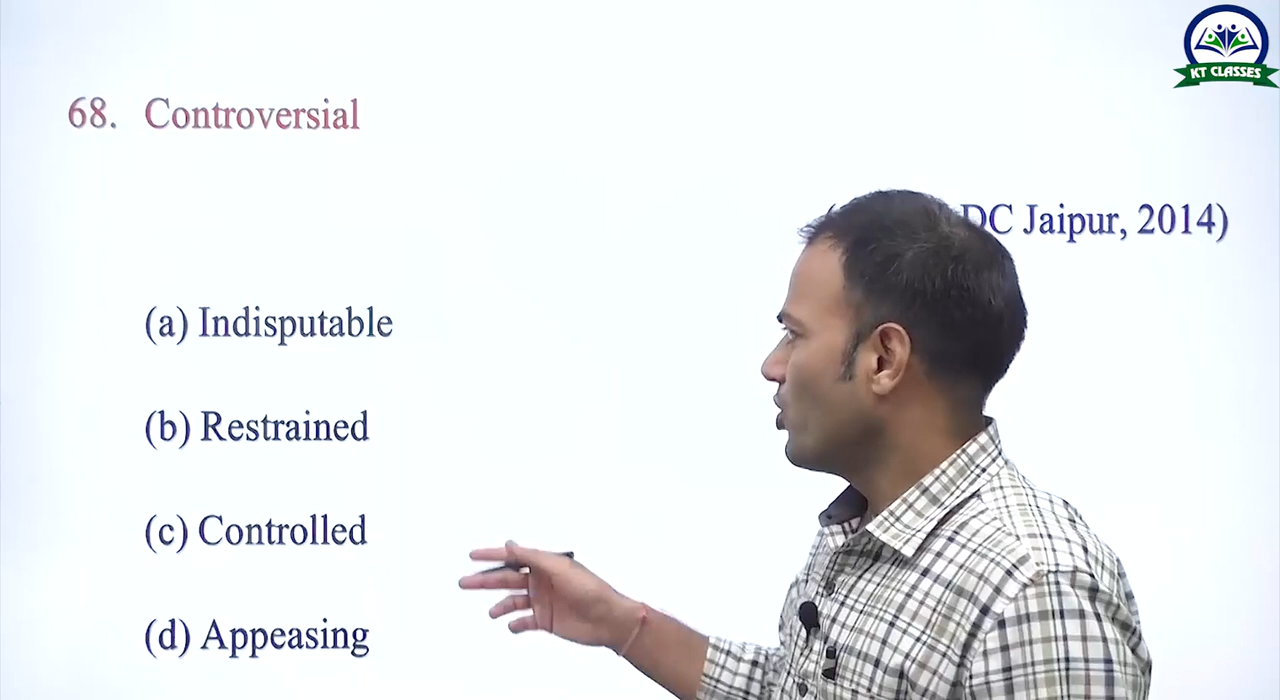 KT CLASSES
68. Controversial
DC Jaipur, 2014)
(a) Indisputable
(b) Restrained
(c) Controlled
(d) Appeasing